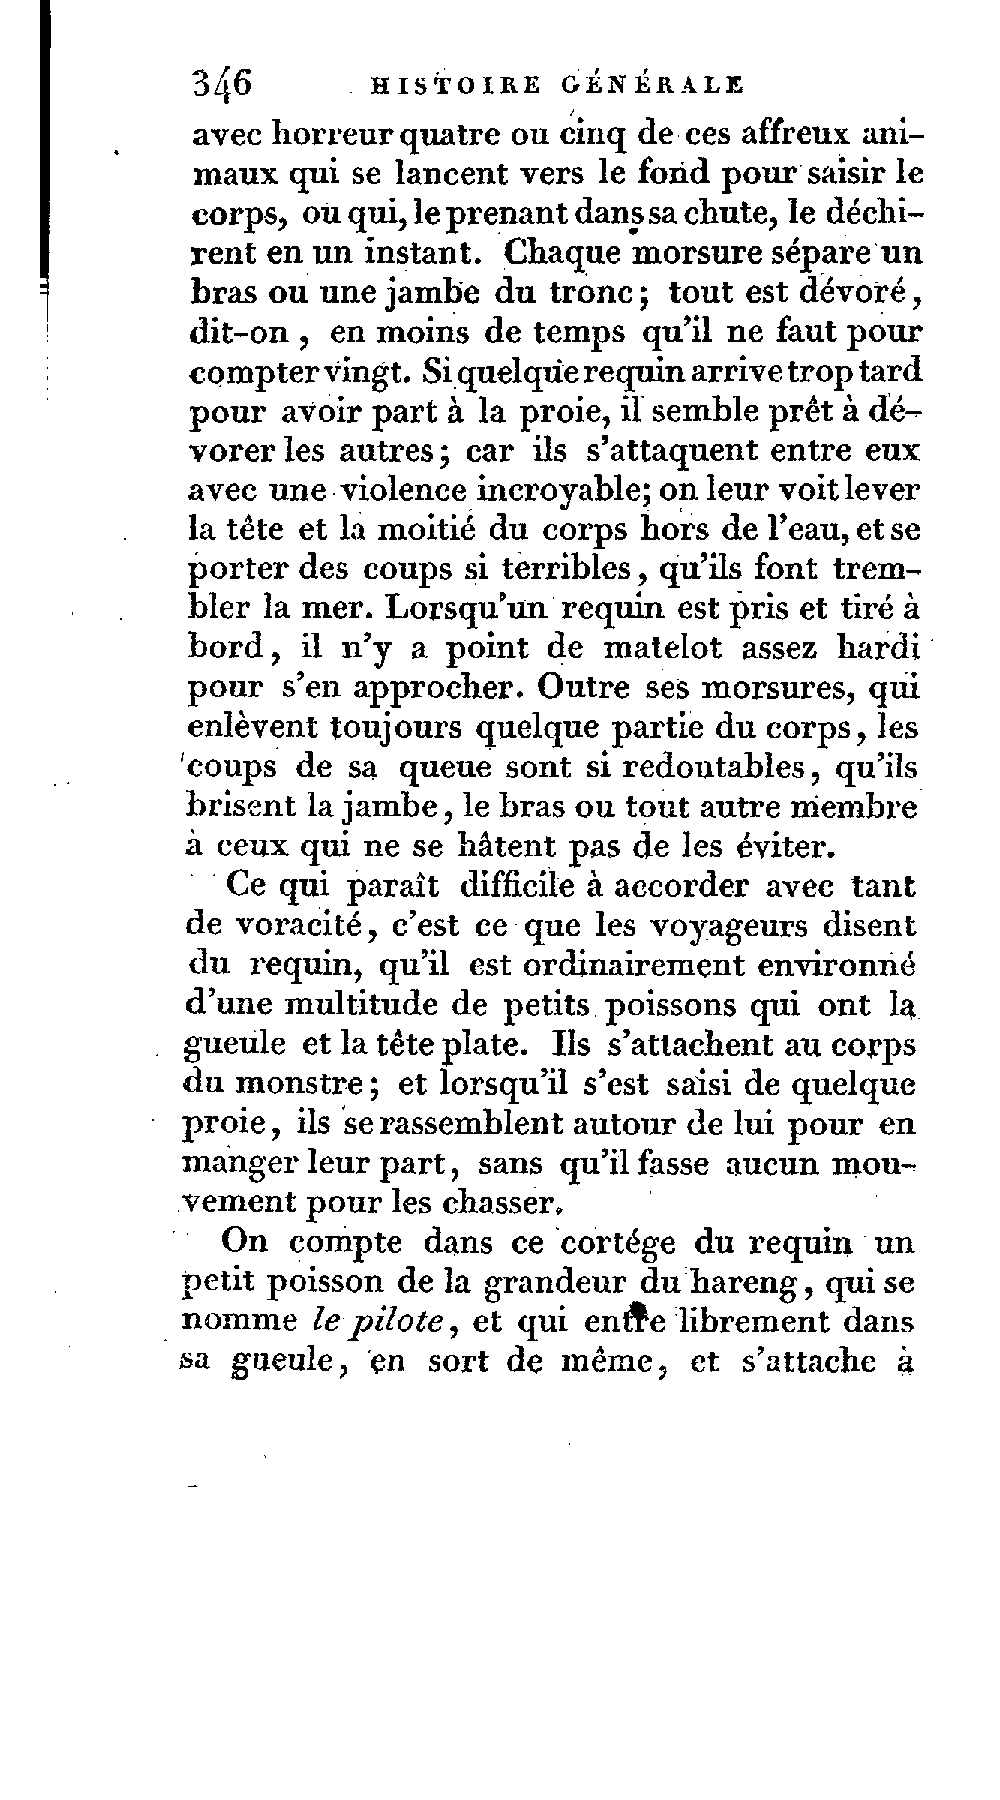 346 HISTOIRE GÉNÉRALE
avec horreur quatre ou cinq de ces affreux ani-
maux qui se lancent vers le fond pour saisir le
corps, ou qui, le prenant dans sa chute, le déchi-
rent en un instant. Chaque morsure sépare un
bras ou une jambe du tronc; tout est dévoré,
dit-on, en moins de temps qu'il ne faut pour
compter vingt. Si quelque requin arrive trop tard
pour avoir part à la proie, il semble prêt à dé-
vorer les autres; car ils s'attaquent entre eux
avec une violence incroyable; on leur voit lever
la tête et la moitié du corps hors de l'eau, et se
porter des coups si terribles, qu'ils font trem-
bler la mer. Lorsqu'un requin est pris et tiré à
bord, il n'y a point de matelot assez hardi
pour s'en approcher. Outre ses morsures, qui
enlèvent toujours quelque partie du corps, les
coups de sa queue sont si redoutables, qu'ils
brisent la jambe, le bras ou tout autre membre
à ceux qui ne se hâtent pas de les éviter.
Ce qui paraît difficile à accorder avec tant
de voracité, c'est ce que les voyageurs disent
du requin, qu'il est ordinairement environné
d'une multitude de petits poissons qui ont la
gueule et la tête plate. Ils s'attachent au corps
du monstre; et lorsqu'il s'est saisi de quelque
proie, ils se rassemblent autour de lui pour en
manger leur part, sans qu'il fasse aucun mou-
vement pour les chasser.
On compte dans ce cortége du requin un
petit poisson de la grandeur du hareng, qui se
nomme le pilote, et qui entre librement dans
sa gueule, en sort de même, et s'attache à